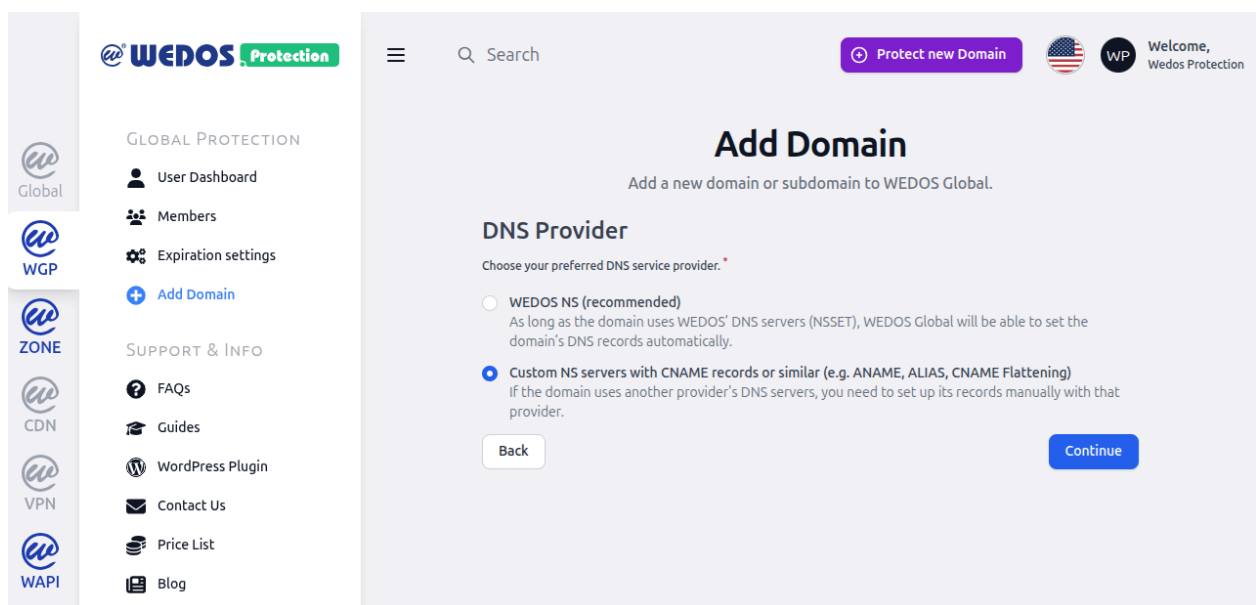 WEDOS Protection
Search
Protect new Domain
WP
Welcome,
Wedos Protection
Global
WGP
ZONE
CDN
VPN
WAPI
Global Protection
User Dashboard
Members
Expiration settings
Add Domain
Support & Info
FAQs
Guides
WordPress Plugin
Contact Us
Price List
Blog
Add Domain
Add a new domain or subdomain to WEDOS Global.
DNS Provider
Choose your preferred DNS service provider. *
WEDOS NS (recommended)
As long as the domain uses WEDOS’ DNS servers (NSSET), WEDOS Global will be able to set the
domain’s DNS records automatically.
Custom NS servers with CNAME records or similar (e.g. ANAME, ALIAS, CNAME Flattening)
If the domain uses another provider’s DNS servers, you need to set up its records manually with that
provider.
Back
Continue